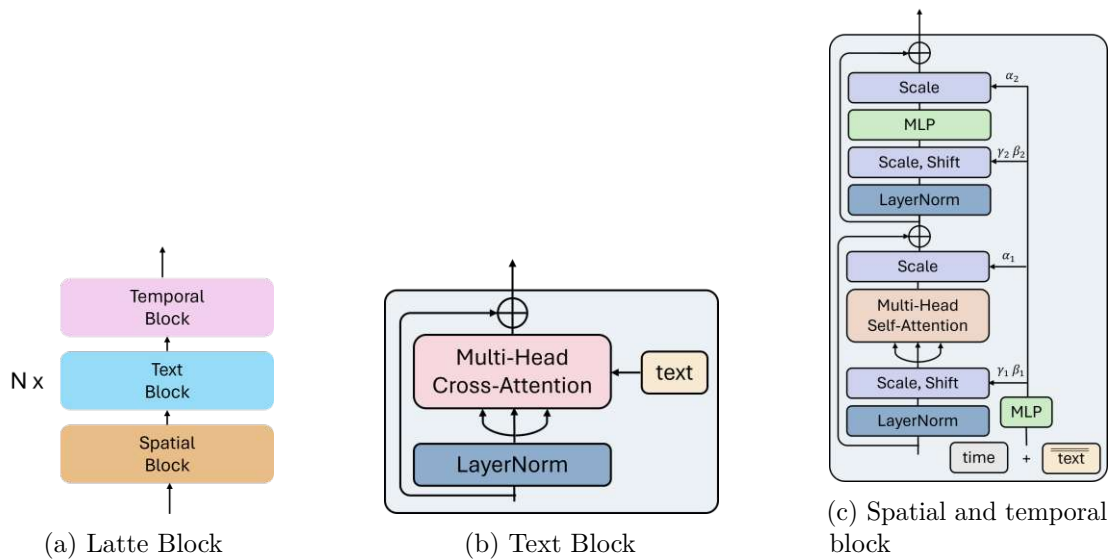 N x
Temporal
Block
Text
Block
Spatial
Block
(a) Latte Block
Multi-Head
Cross-Attention
text
LayerNorm
(b) Text Block
Scale
α₂
MLP
Scale, Shift
γ₂ β₂
LayerNorm
Scale
α₁
Multi-Head
Self-Attention
Scale, Shift
γ₁ β₁
LayerNorm
MLP
time + text
(c) Spatial and temporal
block